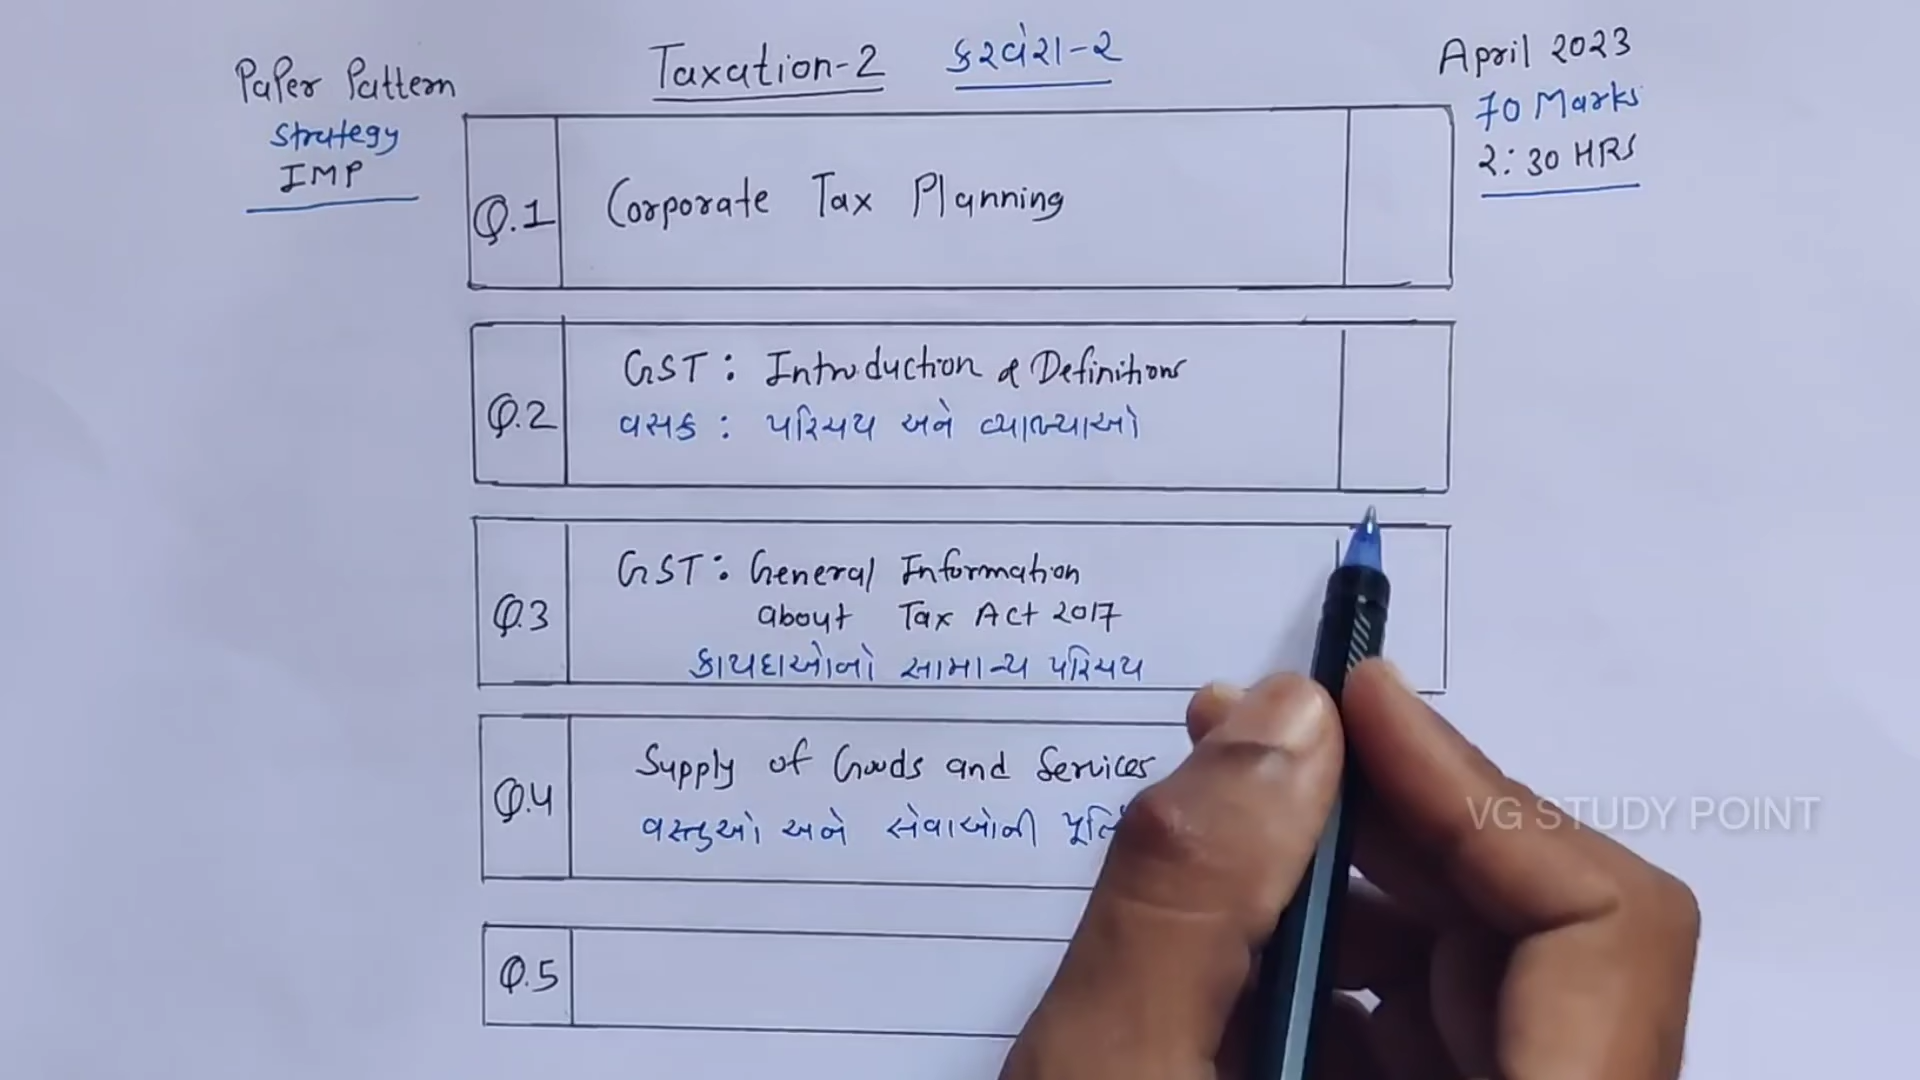 Paper Pattern
Strategy
IMP
Taxation-2 કરવેરા-૨
April 2023
70 Marks
2:30 HRS
Q.1 Corporate Tax Planning
Q.2 GST: Introduction & Definitions
વસક : પરિચય અને વ્યાખ્યાઓ
Q.3 GST: General Information
about Tax Act 2017
કાયદાઓનો સામાન્ય પરિચય
Q.4 Supply of Goods and Services
વસ્તુઓ અને સેવાઓની
VG STUDY POINT
Q.5